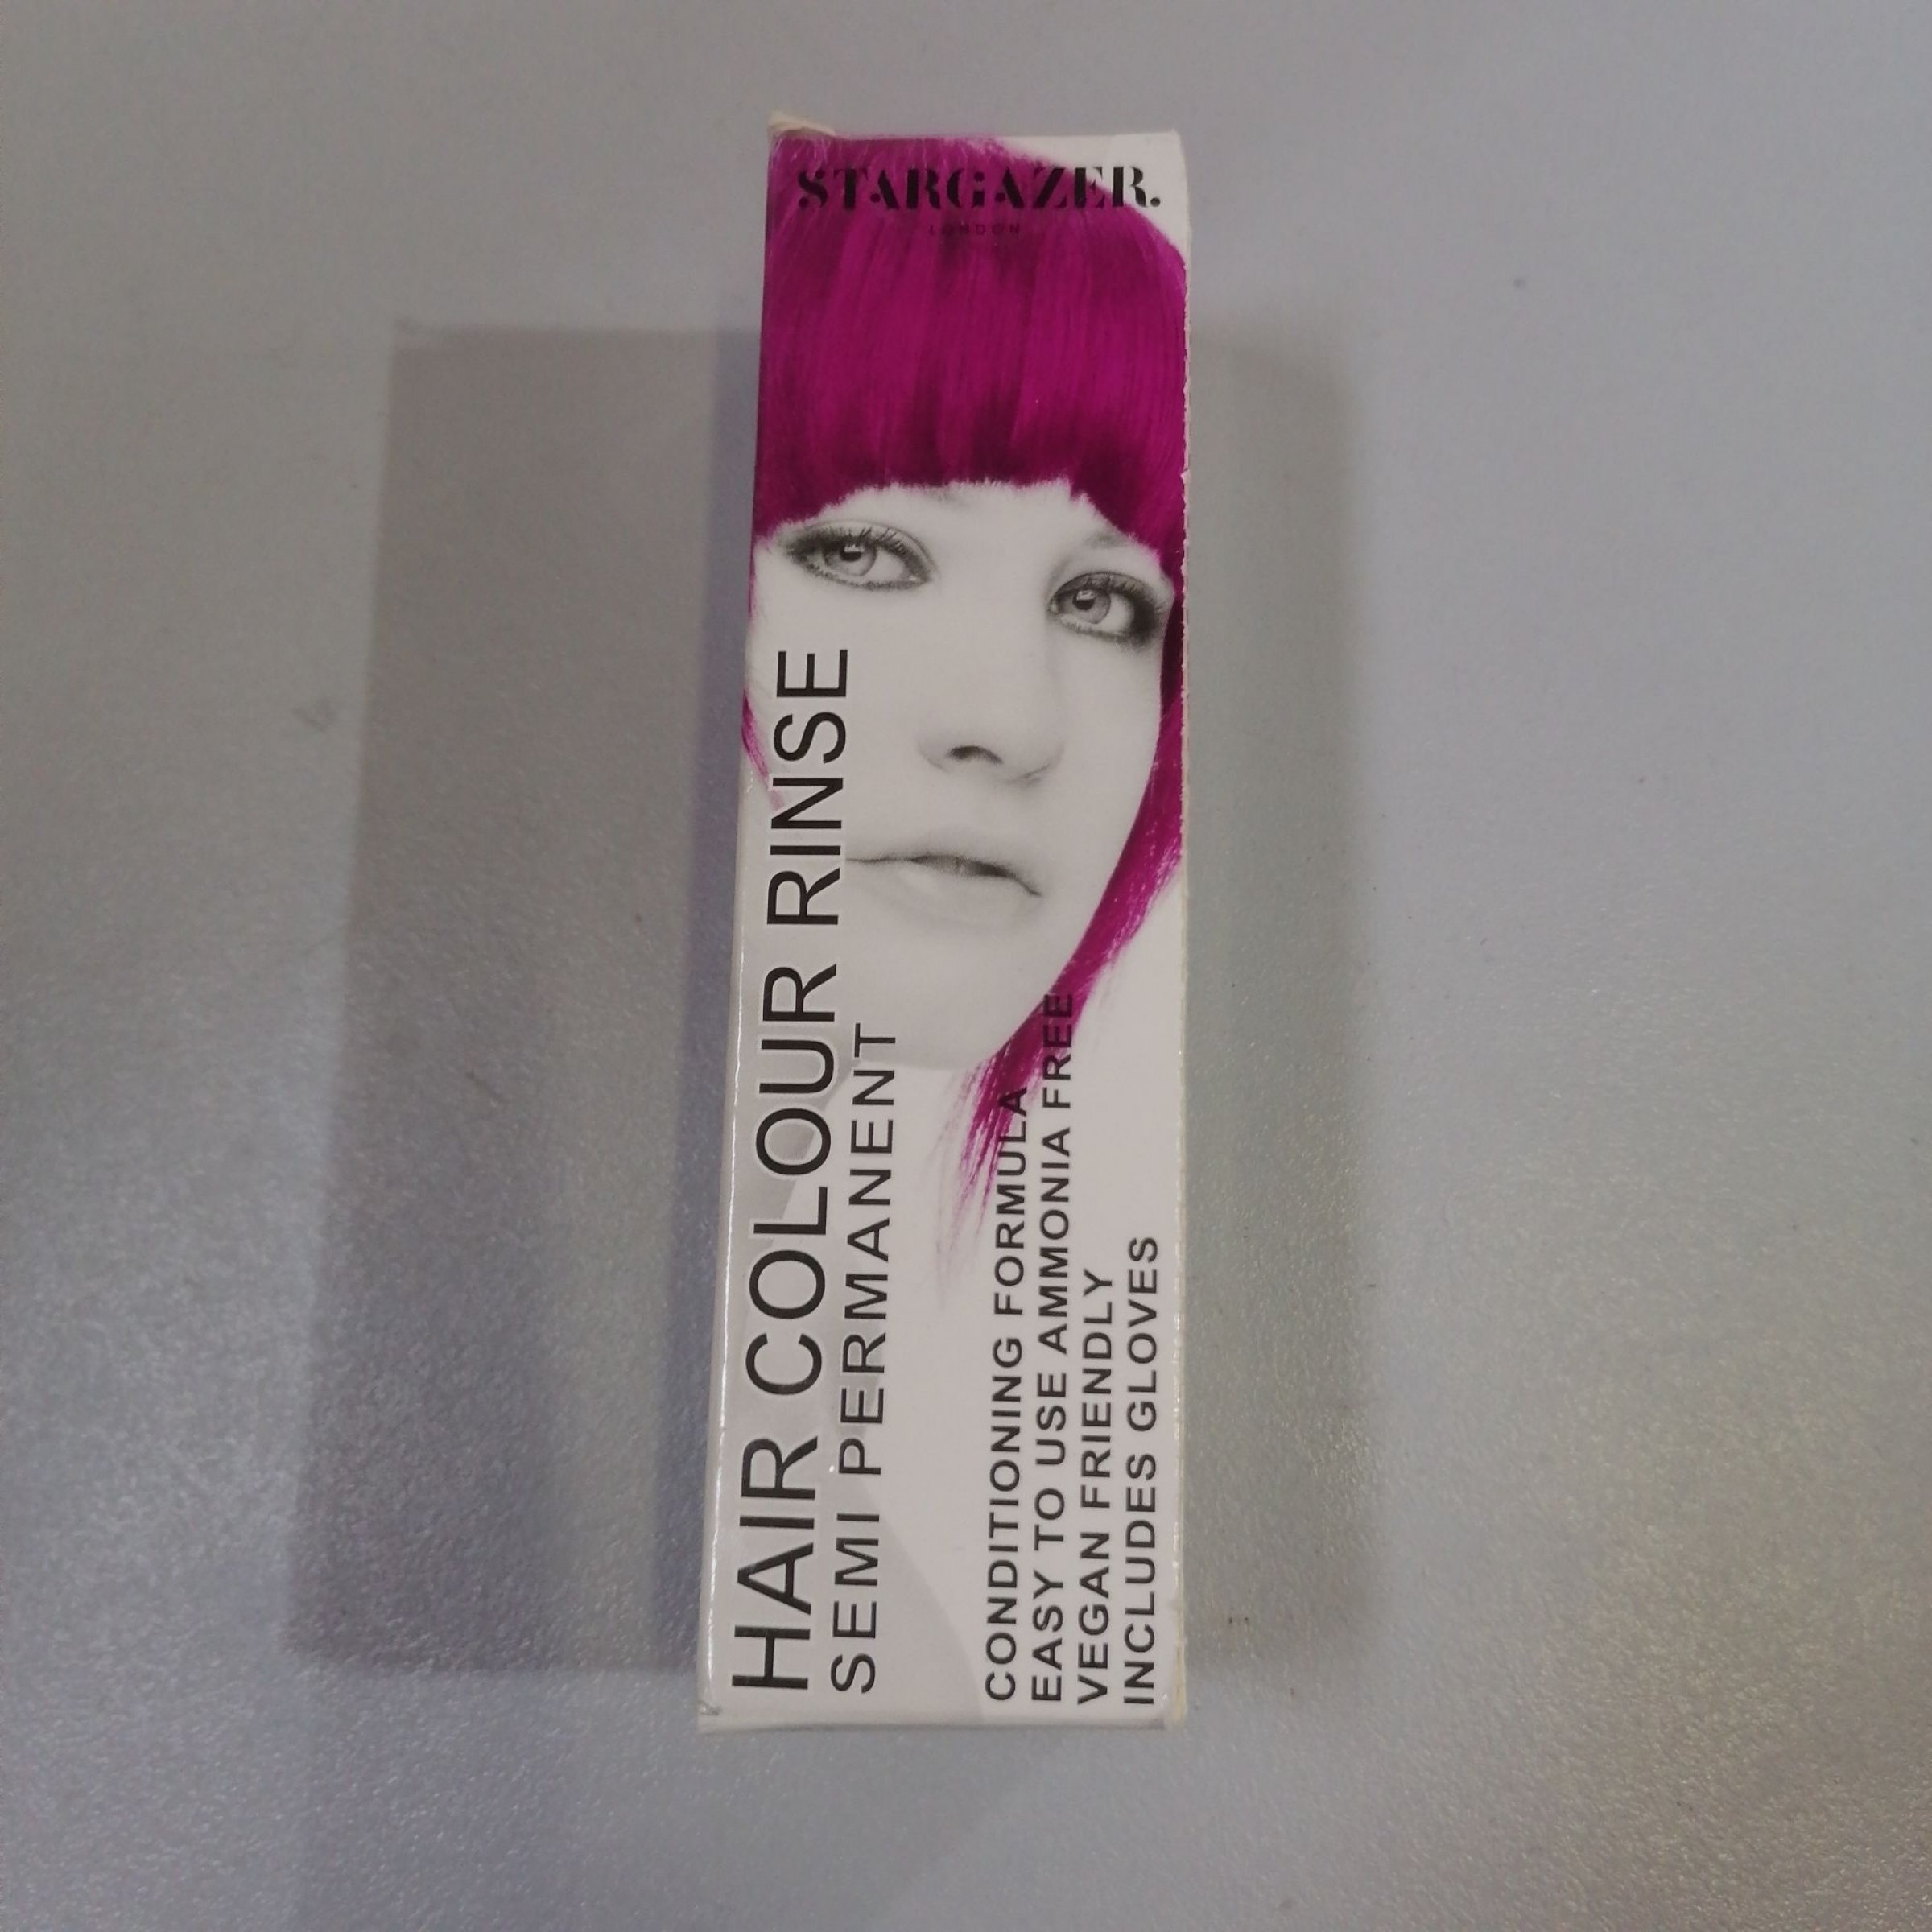 STARGAZER.
LONDON
HAIR COLOUR RINSE
SEMI PERMANENT
CONDITIONING FORMULA
EASY TO USE AMMONIA FREE
VEGAN FRIENDLY
INCLUDES GLOVES